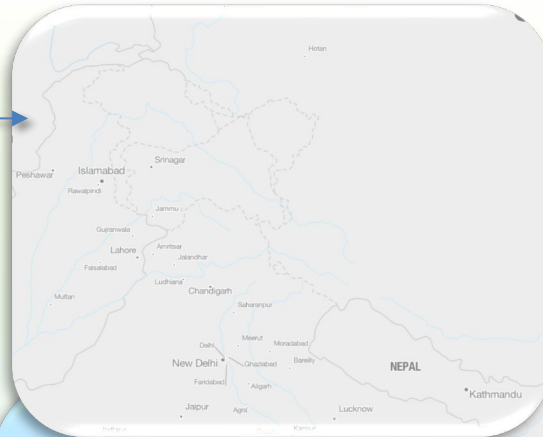 Hotan
Srinagar
Peshawar
Islamabad
Rawalpindi
Jammu
Gujranwala
Lahore
Amritsar
Jalandhar
Faisalabad
Ludhiana
Chandigarh
Multan
Saharanpur
Delhi
Meerut
Moradabad
New Delhi
Ghaziabad
Bareilly
NEPAL
Faridabad
Aligarh
Kathmandu
Jaipur
Agra
Lucknow